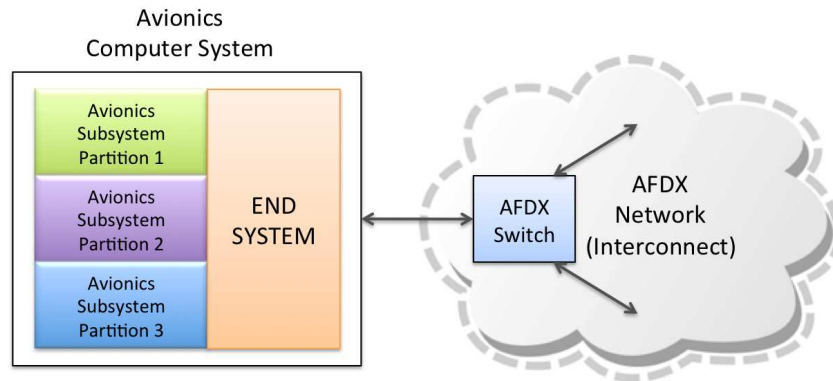 Avionics
Computer System
Avionics
Subsystem
Partition 1
Avionics
Subsystem
Partition 2
Avionics
Subsystem
Partition 3
END
SYSTEM
AFDX
Switch
AFDX
Network
(Interconnect)